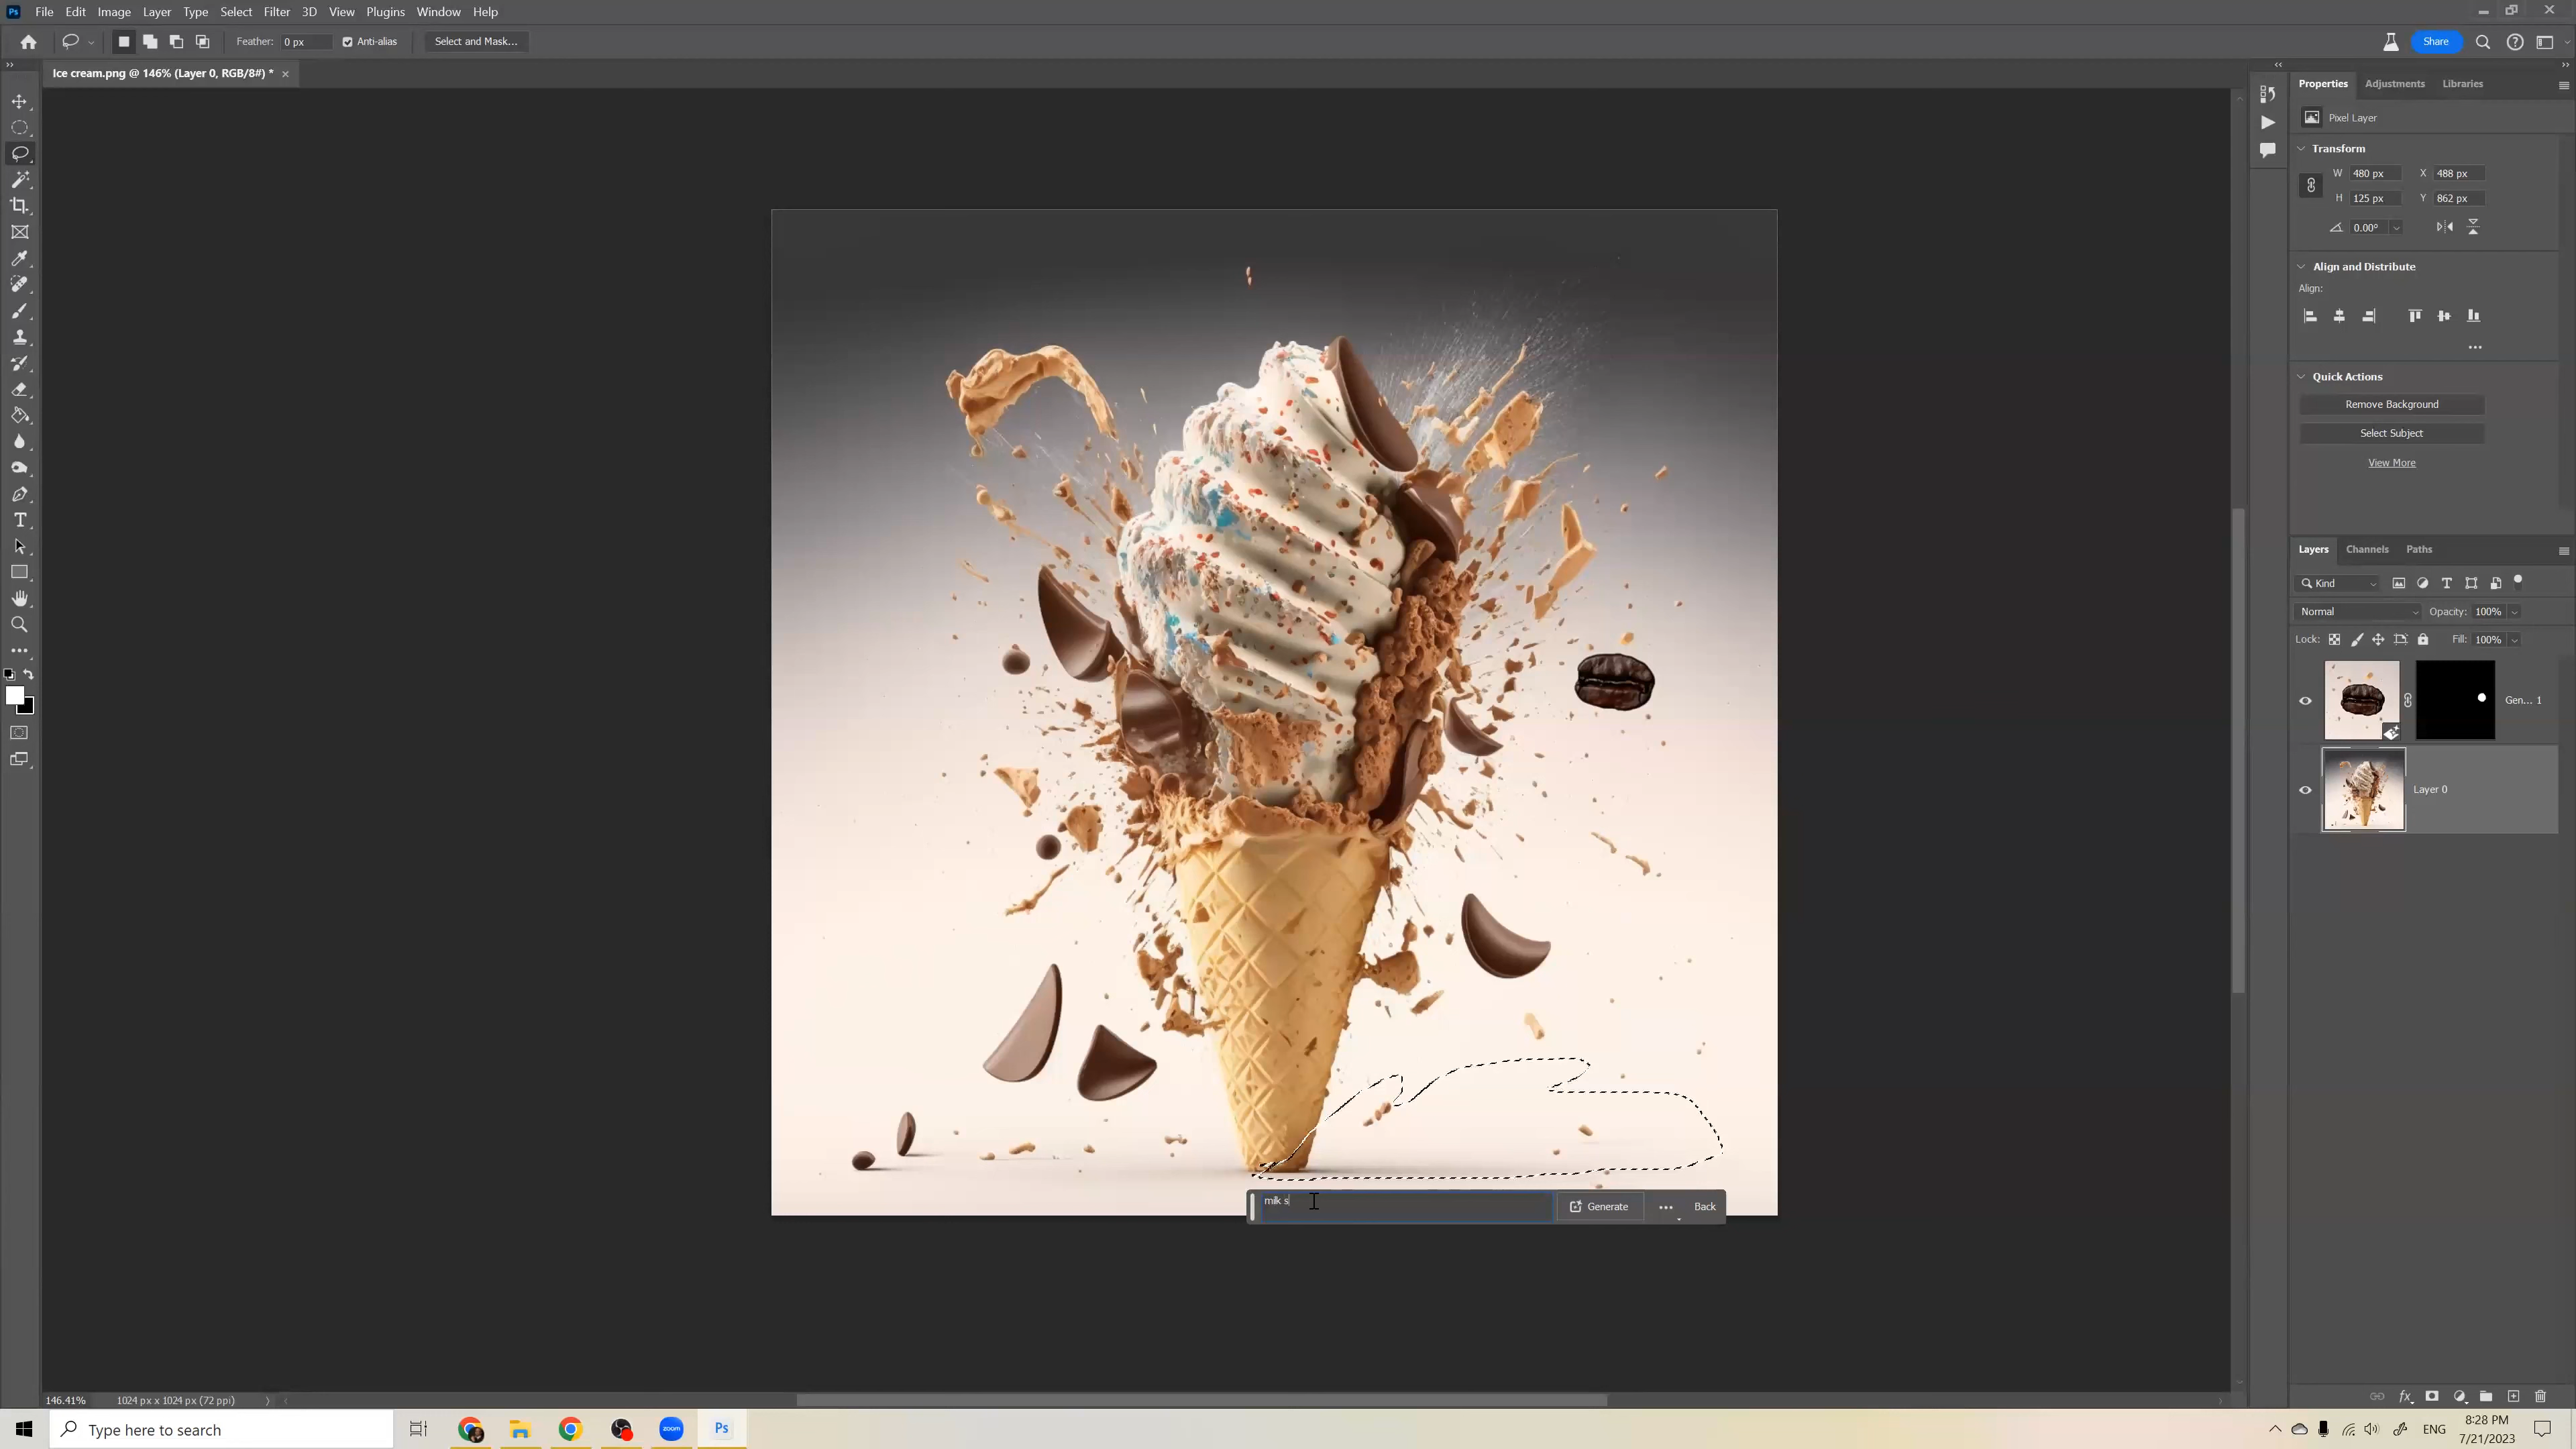 Ps File Edit Image Layer Type Select Filter 3D View Plugins Window Help
Feather: 0 px Anti-alias Select and Mask... Share
Ice cream.png @ 146% (Layer 0, RGB/8#) * ×
Properties Adjustments Libraries
Pixel Layer
Transform
W 480 px X 488 px
H 125 px Y 862 px
0.00°
Align and Distribute
Align:
Quick Actions
Remove Background
Select Subject
View More
Layers Channels Paths
Kind
Normal Opacity: 100%
Lock: Fill: 100%
Gen... 1
Layer 0
milk s Generate Back
146.41% 1024 px x 1024 px (72 ppi)
Type here to search zoom Ps ENG 8:28 PM
7/21/2023